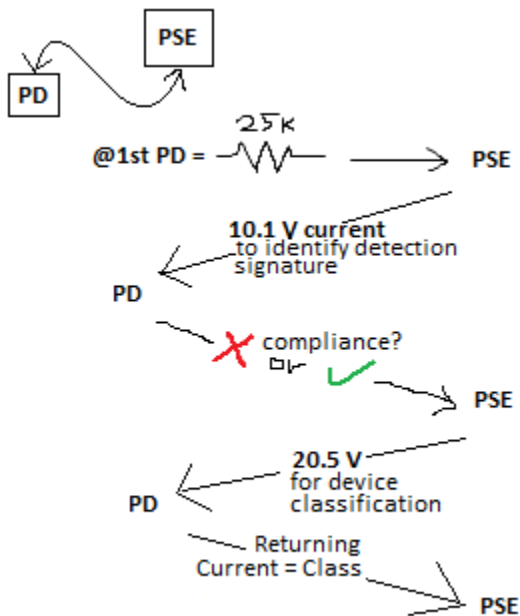 PSE
PD
25K
@1st PD =
PSE
10.1 V current
to identify detection
signature
PD
compliance?
or
PSE
20.5 V
for device
classification
PD
Returning
Current = Class
PSE